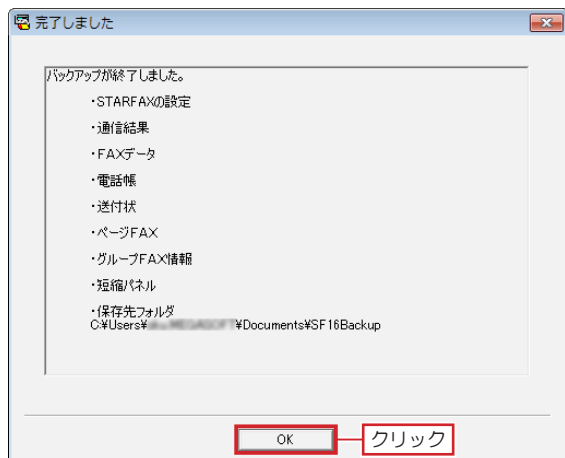 完了しました
バックアップが終了しました。
・STARFAXの設定
・通信結果
・FAXデータ
・電話帳
・送付状
・ページFAX
・グループFAX情報
・短縮パネル
・保存先フォルダ
C:¥Users¥ ¥Documents¥SF16Backup
OK
クリック